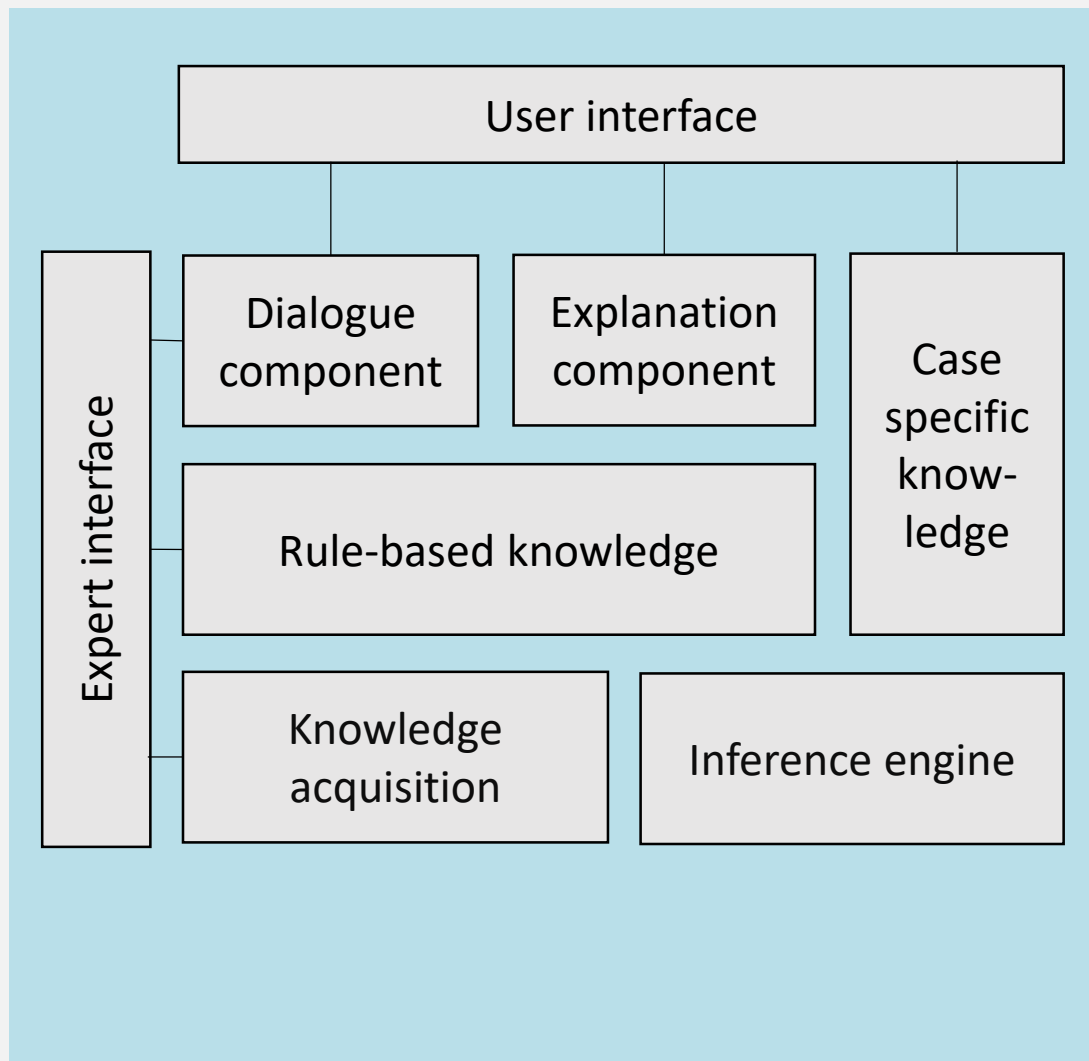 User interface
Expert interface
Dialogue
component
Explanation
component
Case
specific
know-
ledge
Rule-based knowledge
Knowledge
acquisition
Inference engine